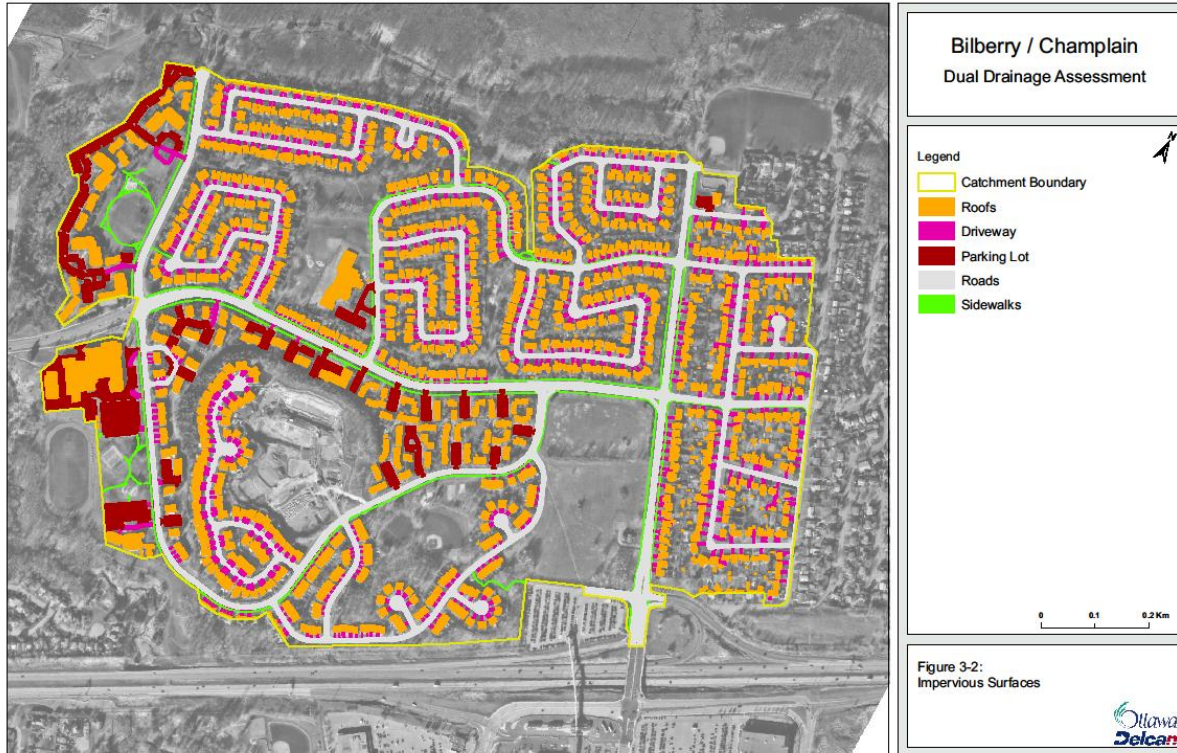 Bilberry / Champlain
Dual Drainage Assessment
N
Legend
Catchment Boundary
Roofs
Driveway
Parking Lot
Roads
Sidewalks
0 0.1 0.2 Km
Figure 3-2:
Impervious Surfaces
Ottawa
Delcan